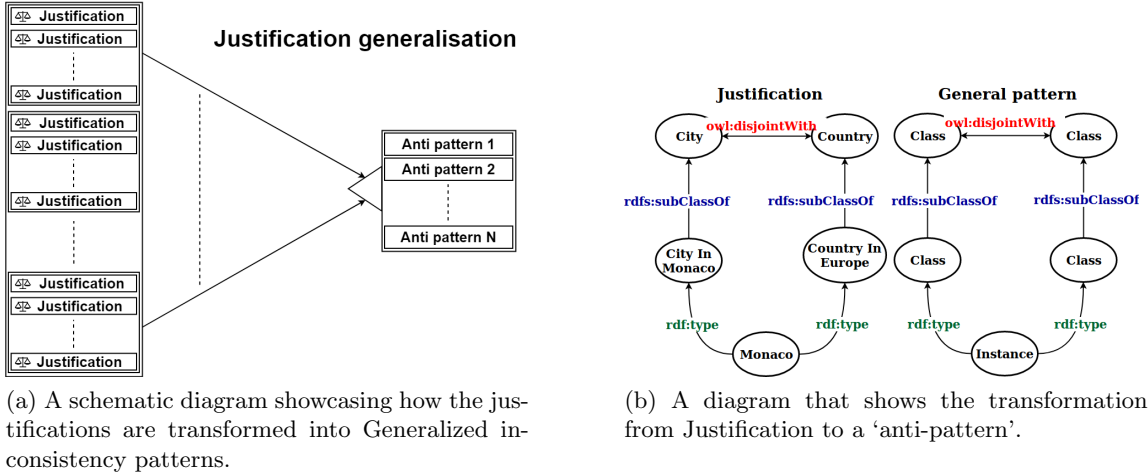 Justification
Justification
Justification
Justification
Justification
Justification
Justification
Justification
Justification
Justification generalisation
Anti pattern 1
Anti pattern 2
Anti pattern N
(a) A schematic diagram showcasing how the jus-
tifications are transformed into Generalized in-
consistency patterns.
Justification
City
owl:disjointWith
Country
rdfs:subClassOf
rdfs:subClassOf
City In
Monaco
Country In
Europe
rdf:type
rdf:type
Monaco
General pattern
Class
owl:disjointWith
Class
rdfs:subClassOf
rdfs:subClassOf
Class
Class
rdf:type
rdf:type
Instance
(b) A diagram that shows the transformation
from Justification to a ‘anti-pattern’.